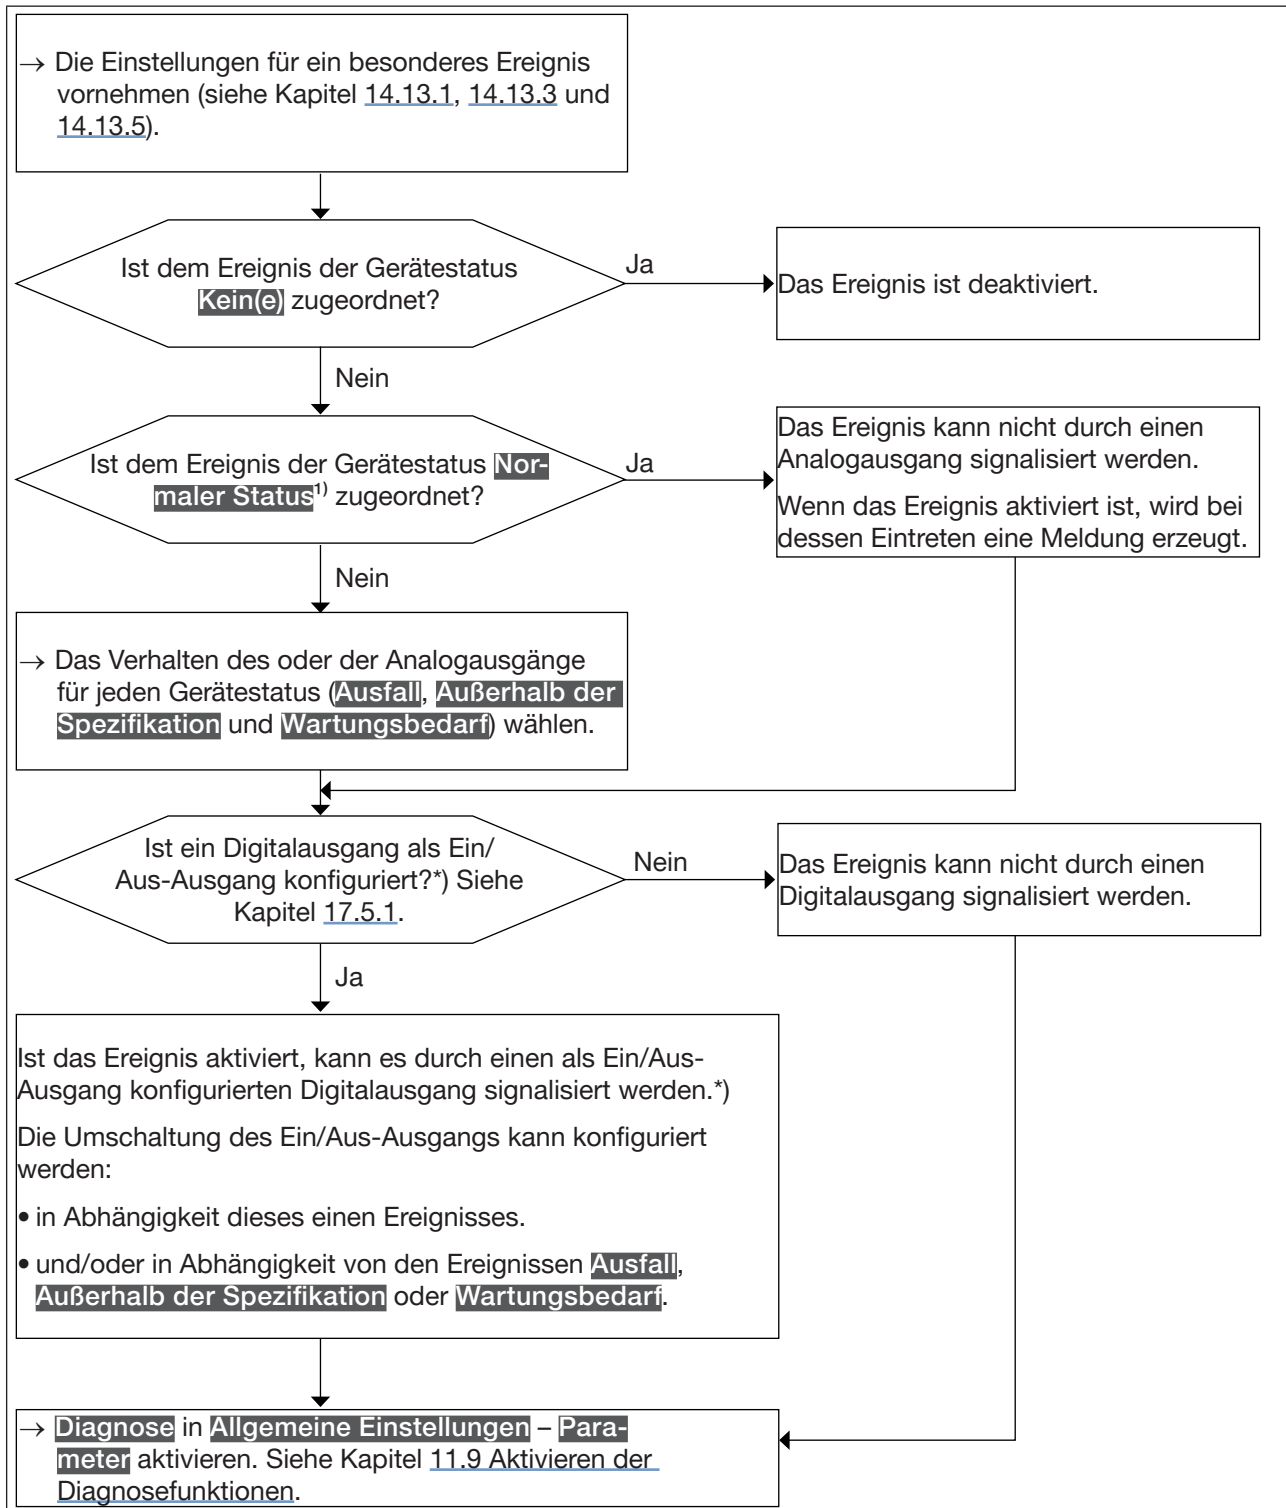 → Die Einstellungen für ein besonderes Ereignis
vornehmen (siehe Kapitel 14.13.1, 14.13.3 und
14.13.5).
Ist dem Ereignis der Gerätestatus
Kein(e) zugeordnet?
Ja
Das Ereignis ist deaktiviert.
Nein
Ist dem Ereignis der Gerätestatus Nor-
maler Status1) zugeordnet?
Ja
Das Ereignis kann nicht durch einen
Analogausgang signalisiert werden.
Wenn das Ereignis aktiviert ist, wird bei
dessen Eintreten eine Meldung erzeugt.
Nein
→ Das Verhalten des oder der Analogausgänge
für jeden Gerätestatus (Ausfall, Außerhalb der
Spezifikation und Wartungsbedarf) wählen.
Ist ein Digitalausgang als Ein/
Aus-Ausgang konfiguriert?*) Siehe
Kapitel 17.5.1.
Nein
Das Ereignis kann nicht durch einen
Digitalausgang signalisiert werden.
Ja
Ist das Ereignis aktiviert, kann es durch einen als Ein/Aus-
Ausgang konfigurierten Digitalausgang signalisiert werden.*)
Die Umschaltung des Ein/Aus-Ausgangs kann konfiguriert
werden:
• in Abhängigkeit dieses einen Ereignisses.
• und/oder in Abhängigkeit von den Ereignissen Ausfall,
Außerhalb der Spezifikation oder Wartungsbedarf.
→ Diagnose in Allgemeine Einstellungen – Para-
meter aktivieren. Siehe Kapitel 11.9 Aktivieren der
Diagnosefunktionen.